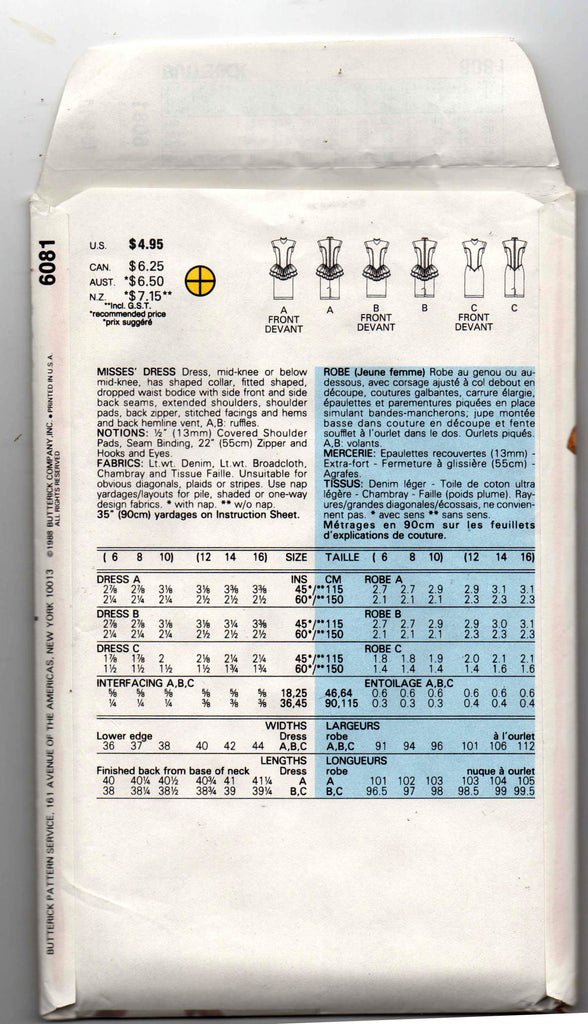 6081
U.S. $4.95
CAN. $6.25
AUST. *$6.50
N.Z. *$7.15**
**Incl. G.S.T.
*recommended price
*prix suggéré
A
FRONT
DEVANT
A
B
FRONT
DEVANT
B
C
FRONT
DEVANT
C
MISSES' DRESS Dress, mid-knee or below
mid-knee, has shaped collar, fitted shaped,
dropped waist bodice with side front and side
back seams, extended shoulders, shoulder
pads, back zipper, stitched facings and hems
and back hemline vent, A,B: ruffles.
NOTIONS: ½" (13mm) Covered Shoulder
Pads, Seam Binding, 22" (55cm) Zipper and
Hooks and Eyes.
FABRICS: Lt.wt. Denim, Lt.wt. Broadcloth,
Chambray and Tissue Faille. Unsuitable for
obvious diagonals, plaids or stripes. Use nap
yardages/layouts for pile, shaded or one-way
design fabrics. * with nap. ** w/o nap.
35" (90cm) yardages on Instruction Sheet.
ROBE (Jeune femme) Robe au genou ou au-
dessous, avec corsage ajusté à col debout en
découpe, coutures galbantes, carrure élargie,
épaulettes et parementures piquées en place
simulant bandes-mancherons; jupe montée
basse dans couture en découpe et fente
soufflet à l'ourlet dans le dos. Ourlets piqués.
A,B: volants.
MERCERIE: Epaulettes recouvertes (13mm) -
Extra-fort - Fermeture à glissière (55cm) -
Agrafes.
TISSUS: Denim léger - Toile de coton ultra
légère - Chambray - Faille (poids plume). Ray-
ures/grandes diagonales/écossais, ne convien-
nent pas. * avec sens ** sans sens.
Métrages en 90cm sur les feuillets
d'explications de couture.
( 6 8 10) (12 14 16) SIZE TAILLE ( 6 8 10) (12 14 16)
DRESS A INS CM ROBE A
2⅞ 2⅞ 3⅛ 3⅛ 3⅜ 3⅜ 45*/**115 2.7 2.7 2.9 2.9 3.1 3.1
2¼ 2¼ 2¼ 2½ 2½ 2½ 60*/**150 2.1 2.1 2.1 2.3 2.3 2.3
DRESS B ROBE B
2⅞ 2⅞ 3⅛ 3⅛ 3¼ 3⅜ 45*/**115 2.7 2.7 2.9 2.9 3.0 3.1
2¼ 2¼ 2¼ 2½ 2½ 2½ 60*/**150 2.1 2.1 2.1 2.3 2.3 2.3
DRESS C ROBE C
1⅞ 1⅞ 2 2⅛ 2¼ 2¼ 45*/**115 1.8 1.8 1.9 2.0 2.1 2.1
1½ 1½ 1½ 1½ 1¾ 1¾ 60*/**150 1.4 1.4 1.4 1.4 1.6 1.6
INTERFACING A,B,C ENTOILAGE A,B,C
⅝ ⅝ ⅝ ⅝ ⅝ ⅝ 18,25 46,64 0.6 0.6 0.6 0.6 0.6 0.6
¼ ¼ ¼ ⅜ ⅜ ⅜ 36,45 90,115 0.3 0.3 0.3 0.4 0.4 0.4
WIDTHS LARGEURS
Lower edge Dress robe à l'ourlet
36 37 38 40 42 44 A,B,C A,B,C 91 94 96 101 106 112
LENGTHS LONGUEURS
Finished back from base of neck Dress robe nuque à ourlet
40 40¼ 40½ 40¾ 41 41¼ A A 101 102 103 103 104 105
38 38¼ 38½ 38¾ 39 39¼ B,C B,C 96.5 97 98 98.5 99 99.5
BUTTERICK PATTERN SERVICE, 161 AVENUE OF THE AMERICAS, NEW YORK 10013 ©1988 BUTTERICK COMPANY INC. • PRINTED IN U.S.A.
ALL RIGHTS RESERVED